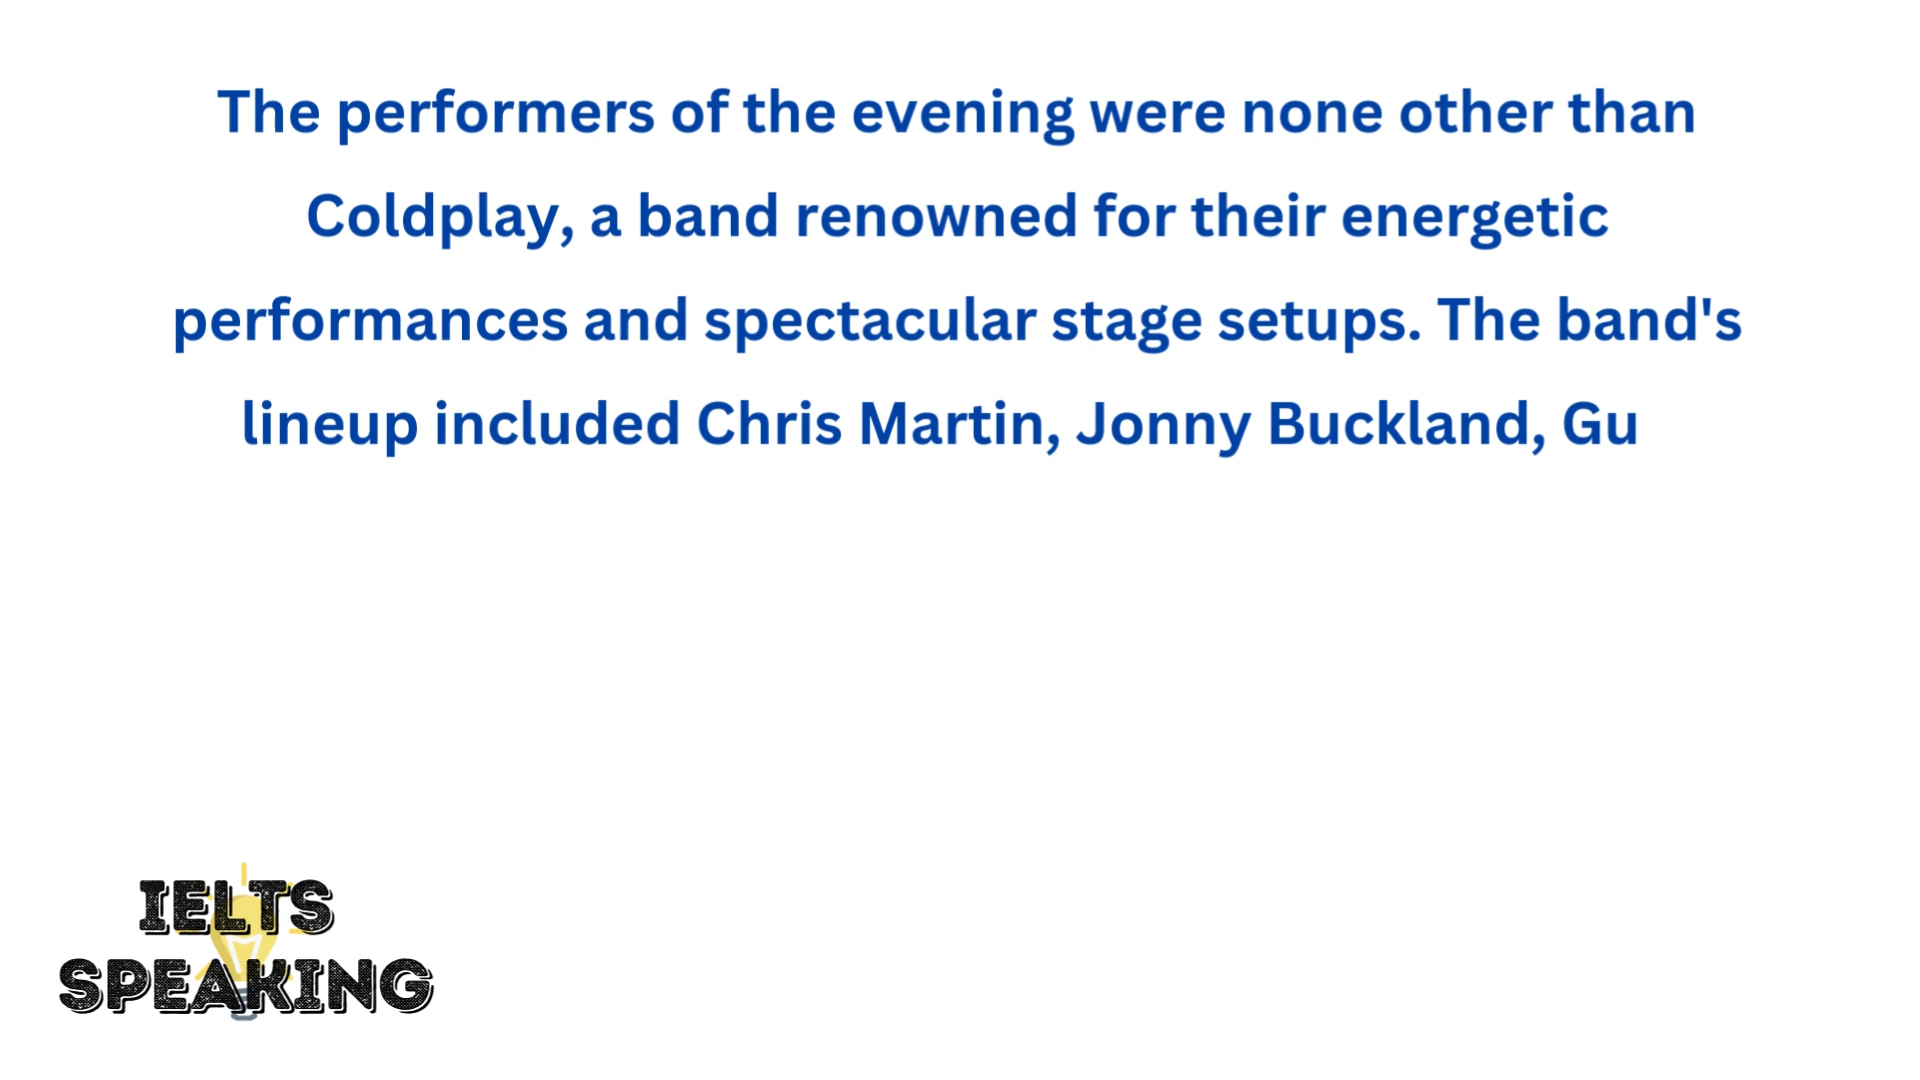 The performers of the evening were none other than
Coldplay, a band renowned for their energetic
performances and spectacular stage setups. The band's
lineup included Chris Martin, Jonny Buckland, Gu
IELTS
SPEAKING